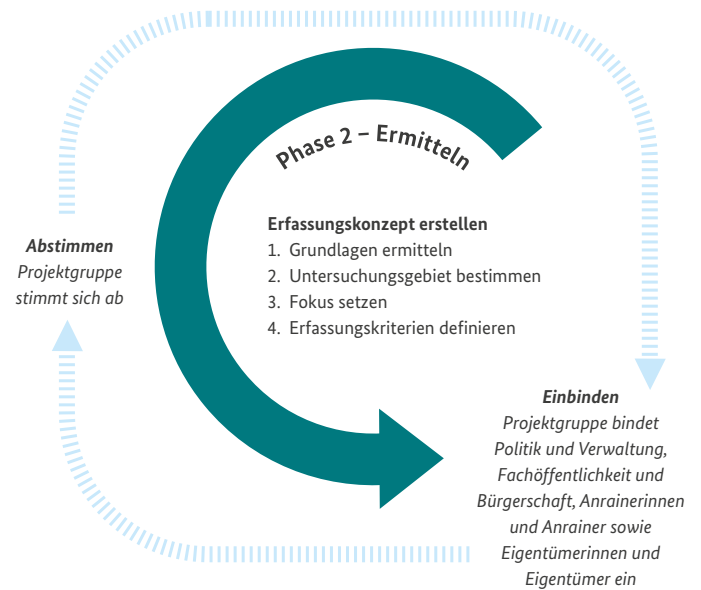 Phase 2 – Ermitteln
Erfassungskonzept erstellen
1. Grundlagen ermitteln
2. Untersuchungsgebiet bestimmen
3. Fokus setzen
4. Erfassungskriterien definieren
Abstimmen
Projektgruppe
stimmt sich ab
Einbinden
Projektgruppe bindet
Politik und Verwaltung,
Fachöffentlichkeit und
Bürgerschaft, Anrainerinnen
und Anrainer sowie
Eigentümerinnen und
Eigentümer ein